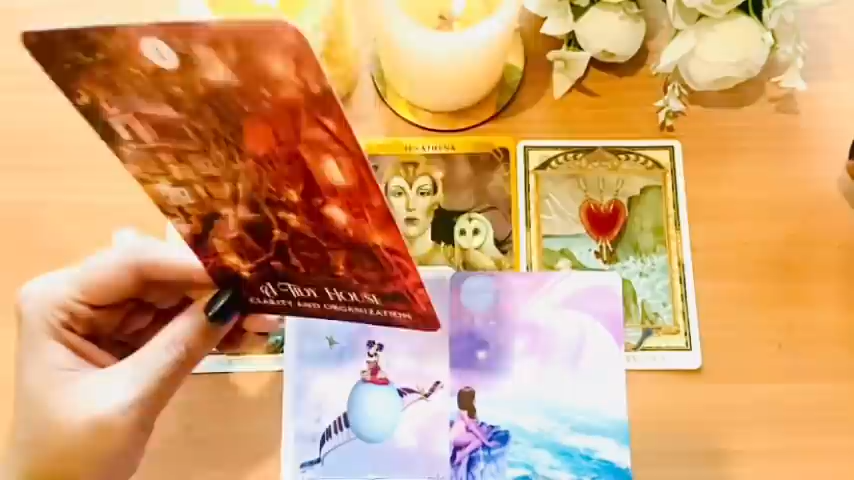 ATHENA
A TIDY HOUSE
CLARITY AND ORGANIZATION